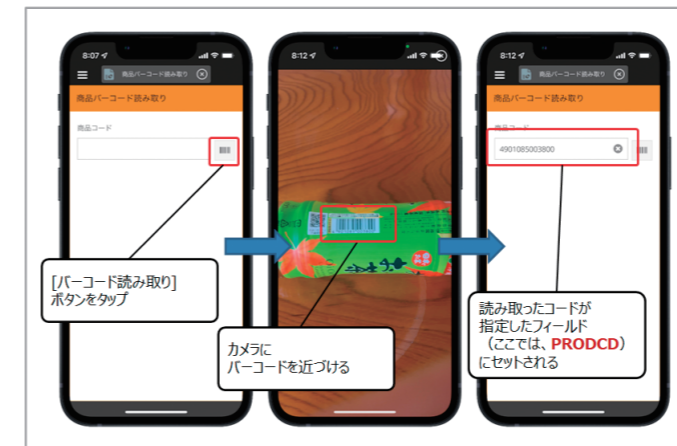 8:07
商品バーコード読み取り
商品バーコード読み取り
商品コード
[バーコード読み取り]
ボタンをタップ
8:12
お～いお茶
カメラに
バーコードを近づける
8:12
商品バーコード読み取り
商品バーコード読み取り
商品コード
4901085003800
読み取ったコードが
指定したフィールド
（ここでは、PRODCD）
にセットされる